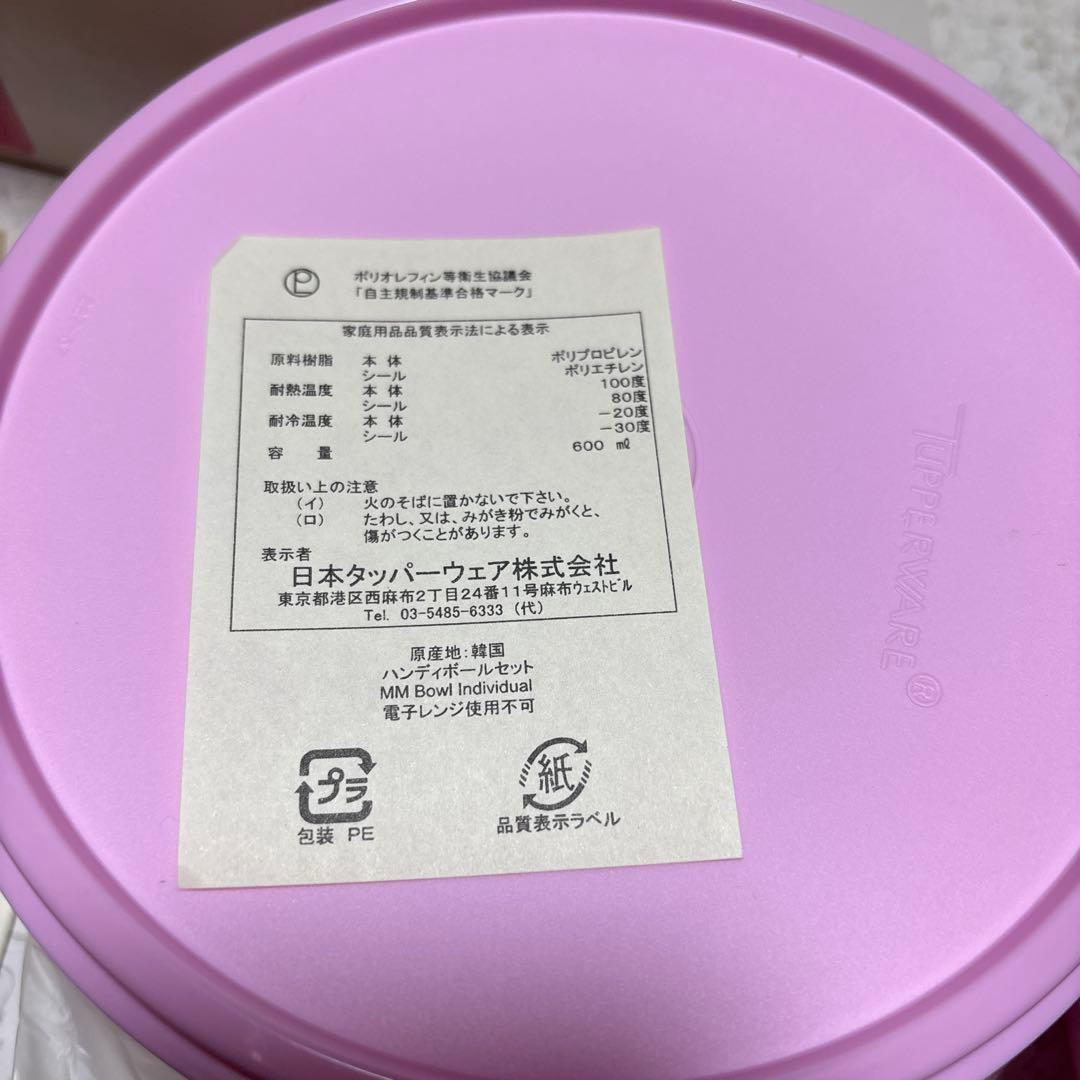 ポリオレフィン等衛生協議会
「自主規制基準合格マーク」
家庭用品品質表示法による表示
原料樹脂 本体 ポリプロピレン
シール ポリエチレン
耐熱温度 本体 100度
シール 80度
耐冷温度 本体 −20度
シール −30度
容量 600 ㎖
取扱い上の注意
（イ） 火のそばに置かないで下さい。
（ロ） たわし、又は、みがき粉でみがくと、
傷がつくことがあります。
表示者
日本タッパーウェア株式会社
東京都港区西麻布2丁目24番11号麻布ウェストビル
Tel. 03-5485-6333（代）
原産地：韓国
ハンディボールセット
MM Bowl Individual
電子レンジ使用不可
プラ
包装 PE
紙
品質表示ラベル
TUPPERWARE®